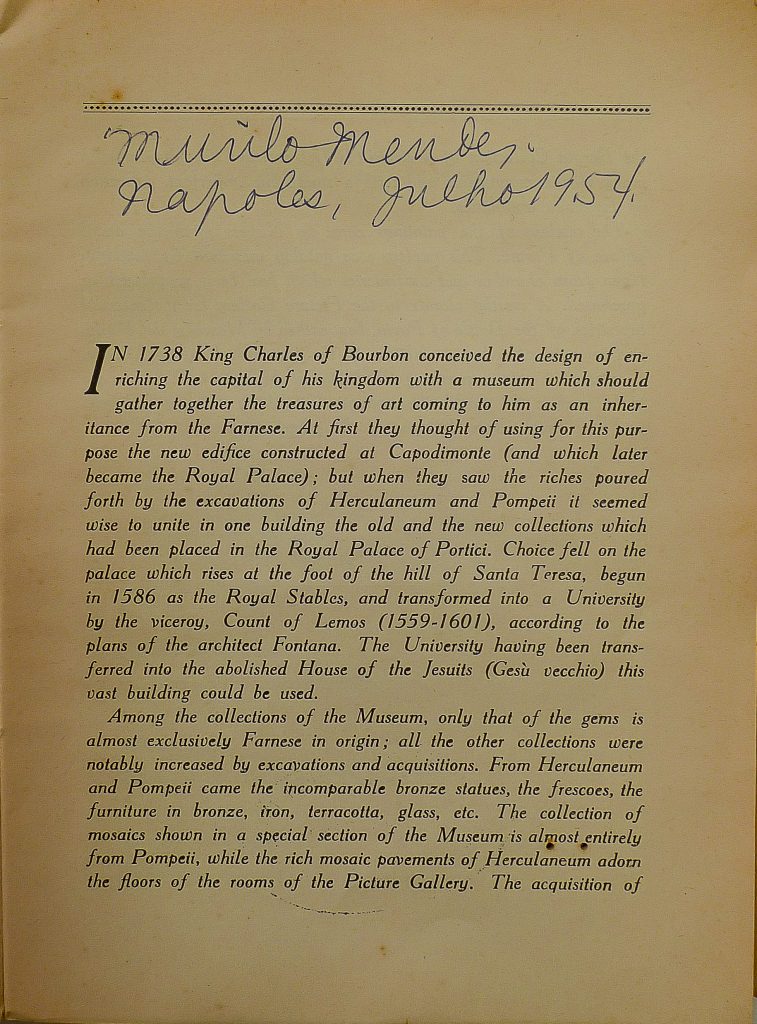 Murilo Mendes.
Napoles, Julho 1954.
IN 1738 King Charles of Bourbon conceived the design of en-
riching the capital of his kingdom with a museum which should
gather together the treasures of art coming to him as an inher-
itance from the Farnese. At first they thought of using for this pur-
pose the new edifice constructed at Capodimonte (and which later
became the Royal Palace); but when they saw the riches poured
forth by the excavations of Herculaneum and Pompeii it seemed
wise to unite in one building the old and the new collections which
had been placed in the Royal Palace of Portici. Choice fell on the
palace which rises at the foot of the hill of Santa Teresa, begun
in 1586 as the Royal Stables, and transformed into a University
by the viceroy, Count of Lemos (1559-1601), according to the
plans of the architect Fontana. The University having been trans-
ferred into the abolished House of the Jesuits (Gesù vecchio) this
vast building could be used.
Among the collections of the Museum, only that of the gems is
almost exclusively Farnese in origin; all the other collections were
notably increased by excavations and acquisitions. From Herculaneum
and Pompeii came the incomparable bronze statues, the frescoes, the
furniture in bronze, iron, terracotta, glass, etc. The collection of
mosaics shown in a special section of the Museum is almost entirely
from Pompeii, while the rich mosaic pavements of Herculaneum adorn
the floors of the rooms of the Picture Gallery. The acquisition of